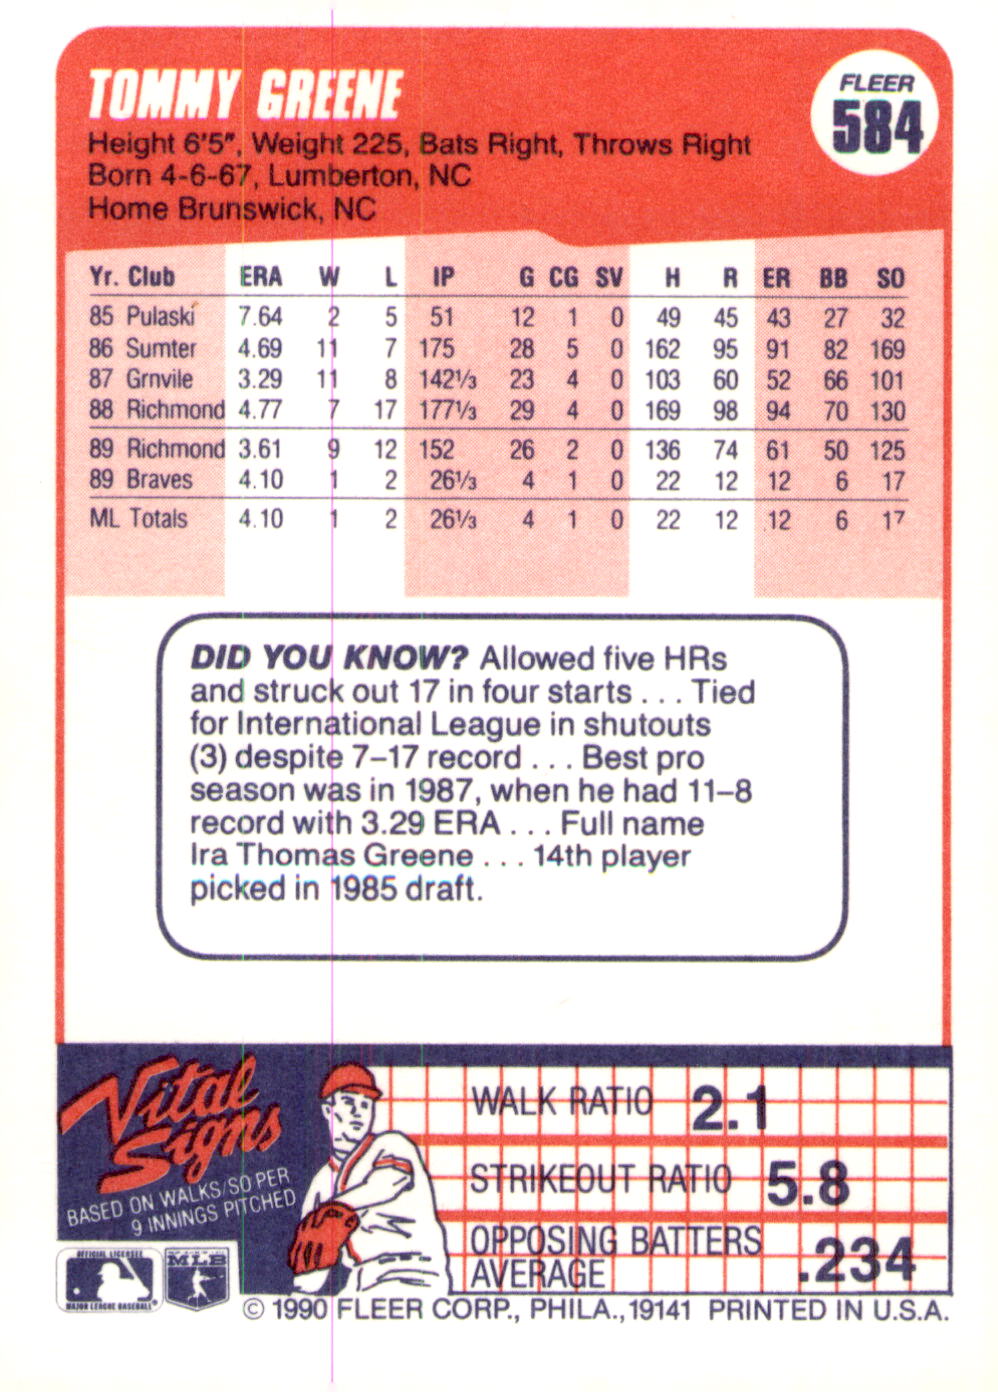 TOMMY GREENE
FLEER
584
Height 6'5", Weight 225, Bats Right, Throws Right
Born 4-6-67, Lumberton, NC
Home Brunswick, NC
Yr. Club ERA W L IP G CG SV H R ER BB SO
85 Pulaski 7.64 2 5 51 12 1 0 49 45 43 27 32
86 Sumter 4.69 11 7 175 28 5 0 162 95 91 82 169
87 Grnvile 3.29 11 8 142⅓ 23 4 0 103 60 52 66 101
88 Richmond 4.77 7 17 177⅓ 29 4 0 169 98 94 70 130
89 Richmond 3.61 9 12 152 26 2 0 136 74 61 50 125
89 Braves 4.10 1 2 26⅓ 4 1 0 22 12 12 6 17
ML Totals 4.10 1 2 26⅓ 4 1 0 22 12 12 6 17
DID YOU KNOW? Allowed five HRs
and struck out 17 in four starts . . . Tied
for International League in shutouts
(3) despite 7–17 record . . . Best pro
season was in 1987, when he had 11–8
record with 3.29 ERA . . . Full name
Ira Thomas Greene . . . 14th player
picked in 1985 draft.
Vital
Signs
BASED ON WALKS/SO PER
9 INNINGS PITCHED
WALK RATIO 2.1
STRIKEOUT RATIO 5.8
OPPOSING BATTERS
AVERAGE .234
OFFICIAL LICENSEE
MAJOR LEAGUE BASEBALL
MLB
© 1990 FLEER CORP., PHILA., 19141 PRINTED IN U.S.A.